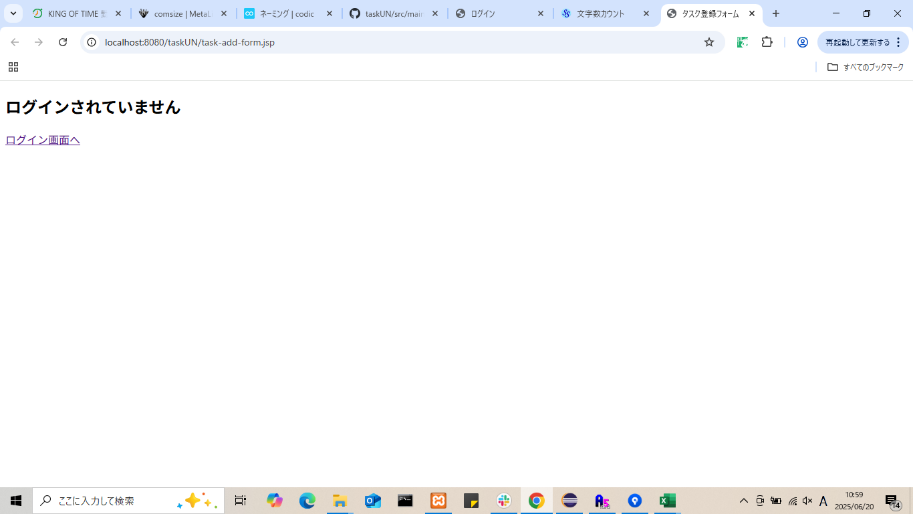 KING OF TIME
comsize | Meta
ネーミング | codic
taskUN/src/mair
ログイン
文字数カウント
タスク登録フォーム
localhost:8080/taskUN/task-add-form.jsp
再起動して更新する
すべてのブックマーク
ログインされていません
ログイン画面へ
ここに入力して検索
A
10:59
2025/06/20